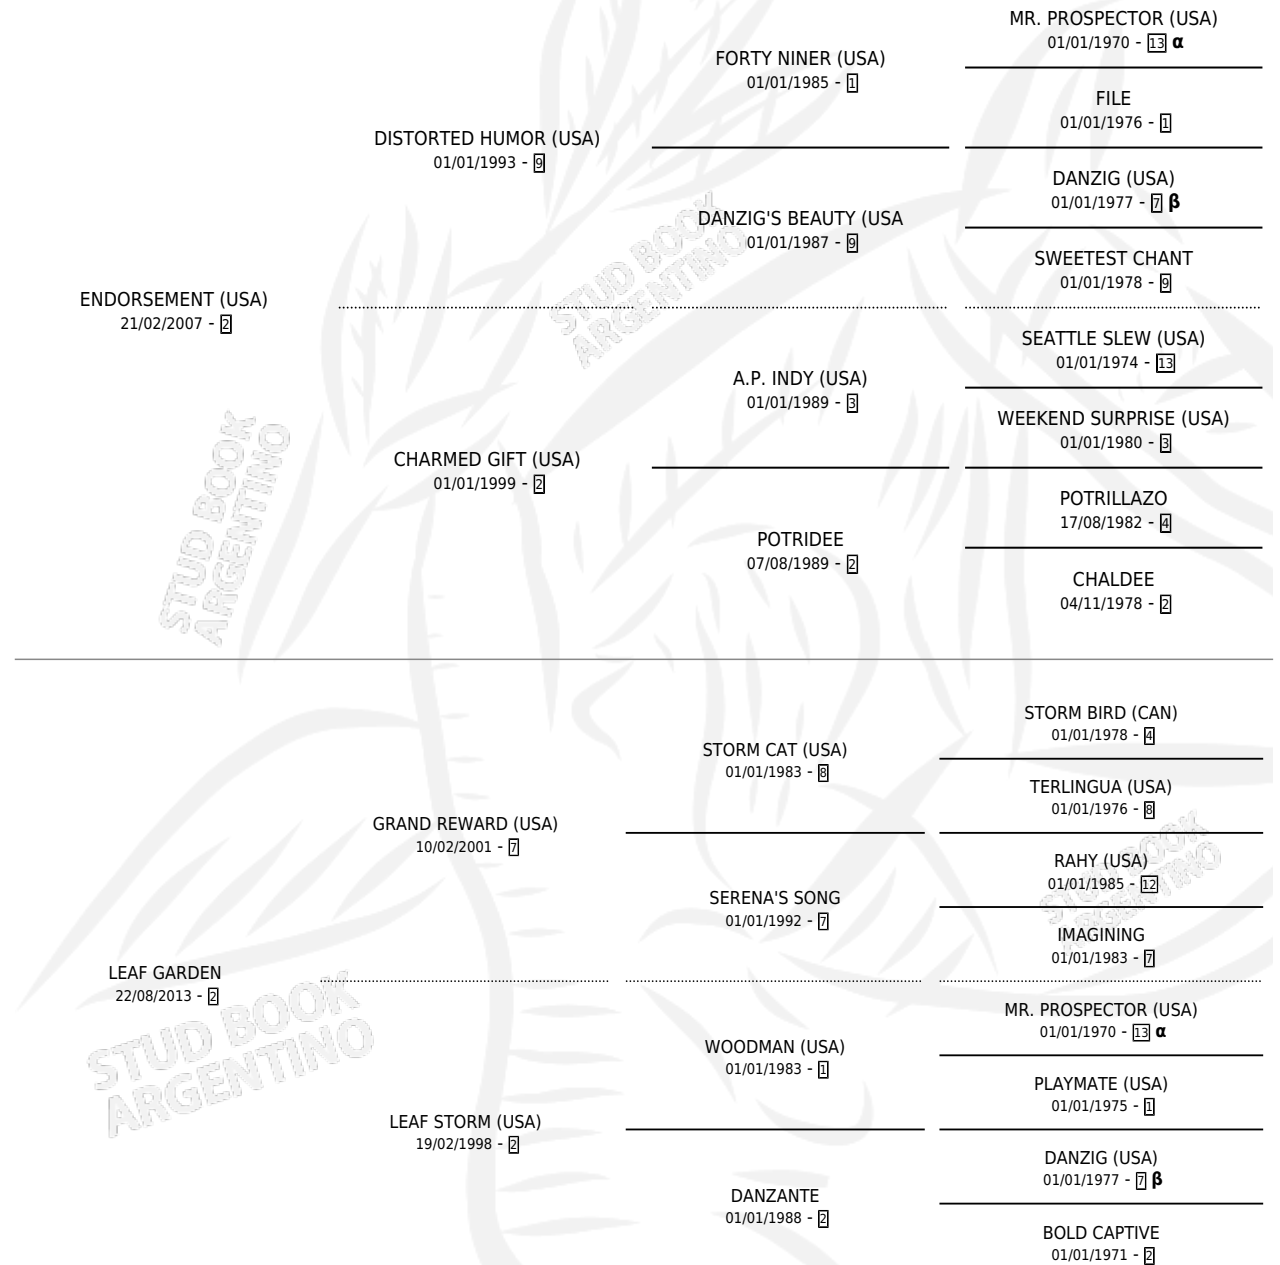 MR. PROSPECTOR (USA)
01/01/1970 - 13 α
FORTY NINER (USA)
01/01/1985 - 1
FILE
01/01/1976 - 1
DISTORTED HUMOR (USA)
01/01/1993 - 9
DANZIG (USA)
01/01/1977 - 7 β
DANZIG'S BEAUTY (USA
01/01/1987 - 9
SWEETEST CHANT
01/01/1978 - 9
ENDORSEMENT (USA)
21/02/2007 - 2
SEATTLE SLEW (USA)
01/01/1974 - 13
A.P. INDY (USA)
01/01/1989 - 3
WEEKEND SURPRISE (USA)
01/01/1980 - 3
CHARMED GIFT (USA)
01/01/1999 - 2
POTRILLAZO
17/08/1982 - 4
POTRIDEE
07/08/1989 - 2
CHALDEE
04/11/1978 - 2
STORM BIRD (CAN)
01/01/1978 - 4
STORM CAT (USA)
01/01/1983 - 8
TERLINGUA (USA)
01/01/1976 - 8
GRAND REWARD (USA)
10/02/2001 - 7
RAHY (USA)
01/01/1985 - 12
SERENA'S SONG
01/01/1992 - 7
IMAGINING
01/01/1983 - 7
LEAF GARDEN
22/08/2013 - 2
MR. PROSPECTOR (USA)
01/01/1970 - 13 α
WOODMAN (USA)
01/01/1983 - 1
PLAYMATE (USA)
01/01/1975 - 1
LEAF STORM (USA)
19/02/1998 - 2
DANZIG (USA)
01/01/1977 - 7 β
DANZANTE
01/01/1988 - 2
BOLD CAPTIVE
01/01/1971 - 2
STUD BOOK
ARGENTINO
STUD BOOK
ARGENTINO
STUD BOOK
ARGENTINO
STUD BOOK
ARGENTINO